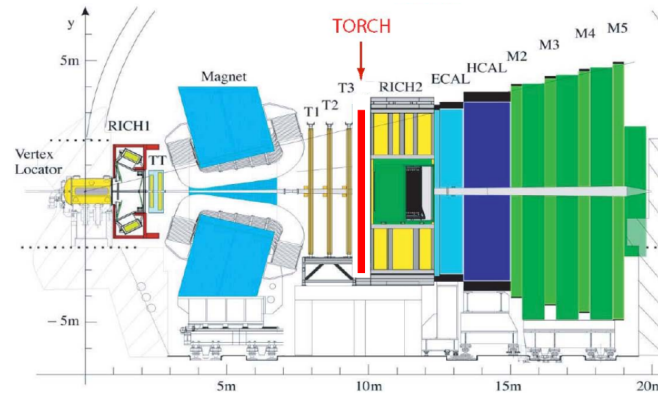 TORCH
y
5m
Magnet
T1
T2
T3
RICH2
ECAL
HCAL
M2
M3
M4
M5
RICH1
TT
Vertex
Locator
− 5m
5m
10m
15m
20m